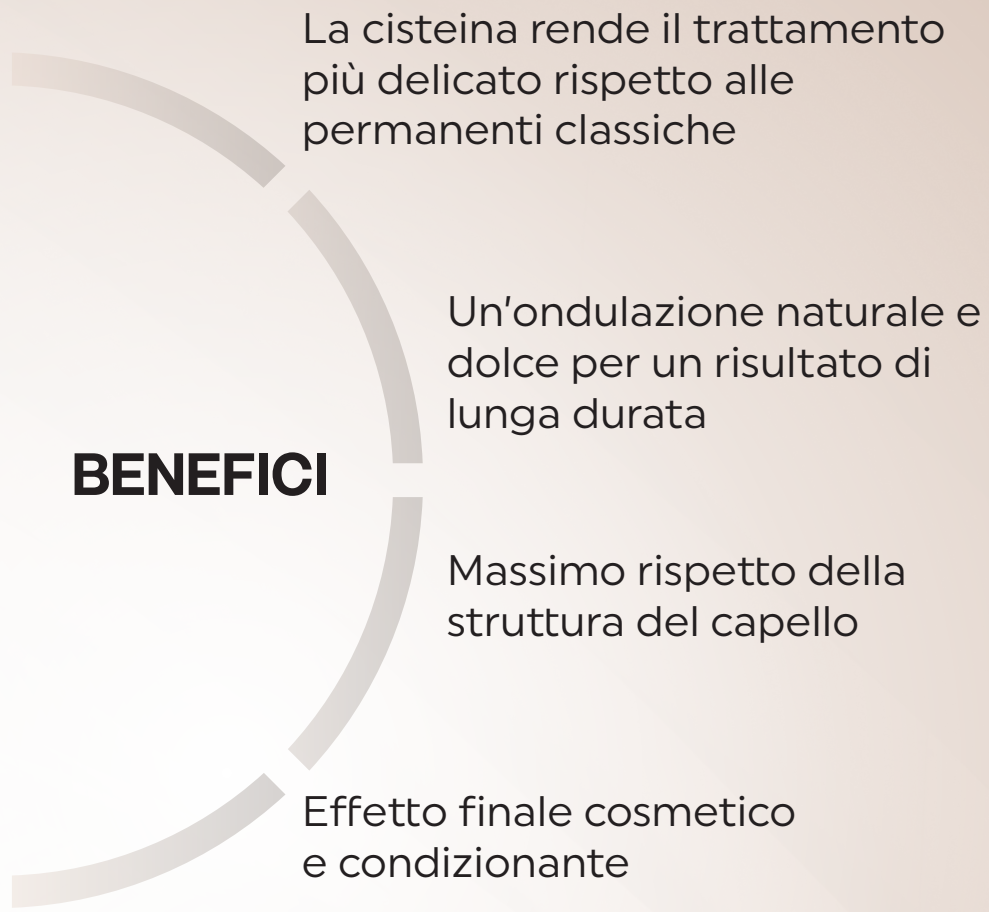 La cisteina rende il trattamento
più delicato rispetto alle
permanenti classiche
Un'ondulazione naturale e
dolce per un risultato di
lunga durata
BENEFICI
Massimo rispetto della
struttura del capello
Effetto finale cosmetico
e condizionante